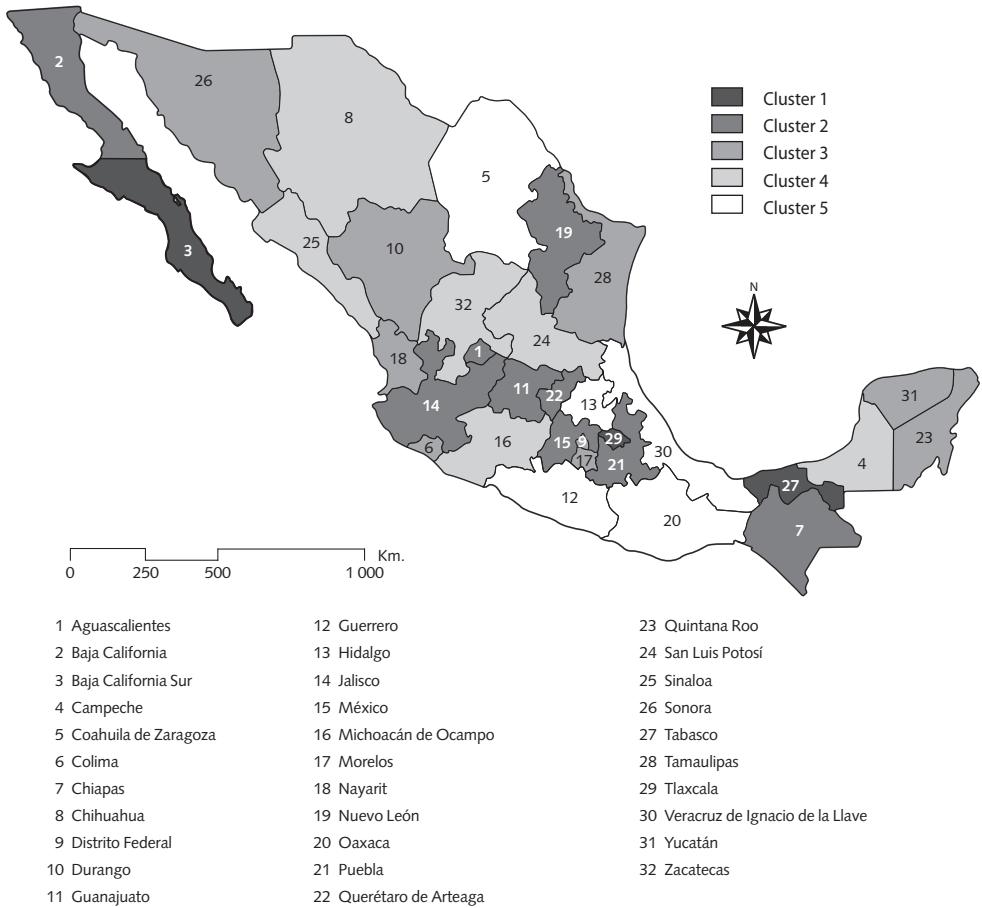 2
26
8
5
3
25
10
19
28
32
24
18
1
14
11
22
13
6
16
15
9
29
17
21
30
12
20
27
7
4
31
23
Cluster 1
Cluster 2
Cluster 3
Cluster 4
Cluster 5
N
Km.
0 250 500 1 000
1 Aguascalientes
2 Baja California
3 Baja California Sur
4 Campeche
5 Coahuila de Zaragoza
6 Colima
7 Chiapas
8 Chihuahua
9 Distrito Federal
10 Durango
11 Guanajuato
12 Guerrero
13 Hidalgo
14 Jalisco
15 México
16 Michoacán de Ocampo
17 Morelos
18 Nayarit
19 Nuevo León
20 Oaxaca
21 Puebla
22 Querétaro de Arteaga
23 Quintana Roo
24 San Luis Potosí
25 Sinaloa
26 Sonora
27 Tabasco
28 Tamaulipas
29 Tlaxcala
30 Veracruz de Ignacio de la Llave
31 Yucatán
32 Zacatecas